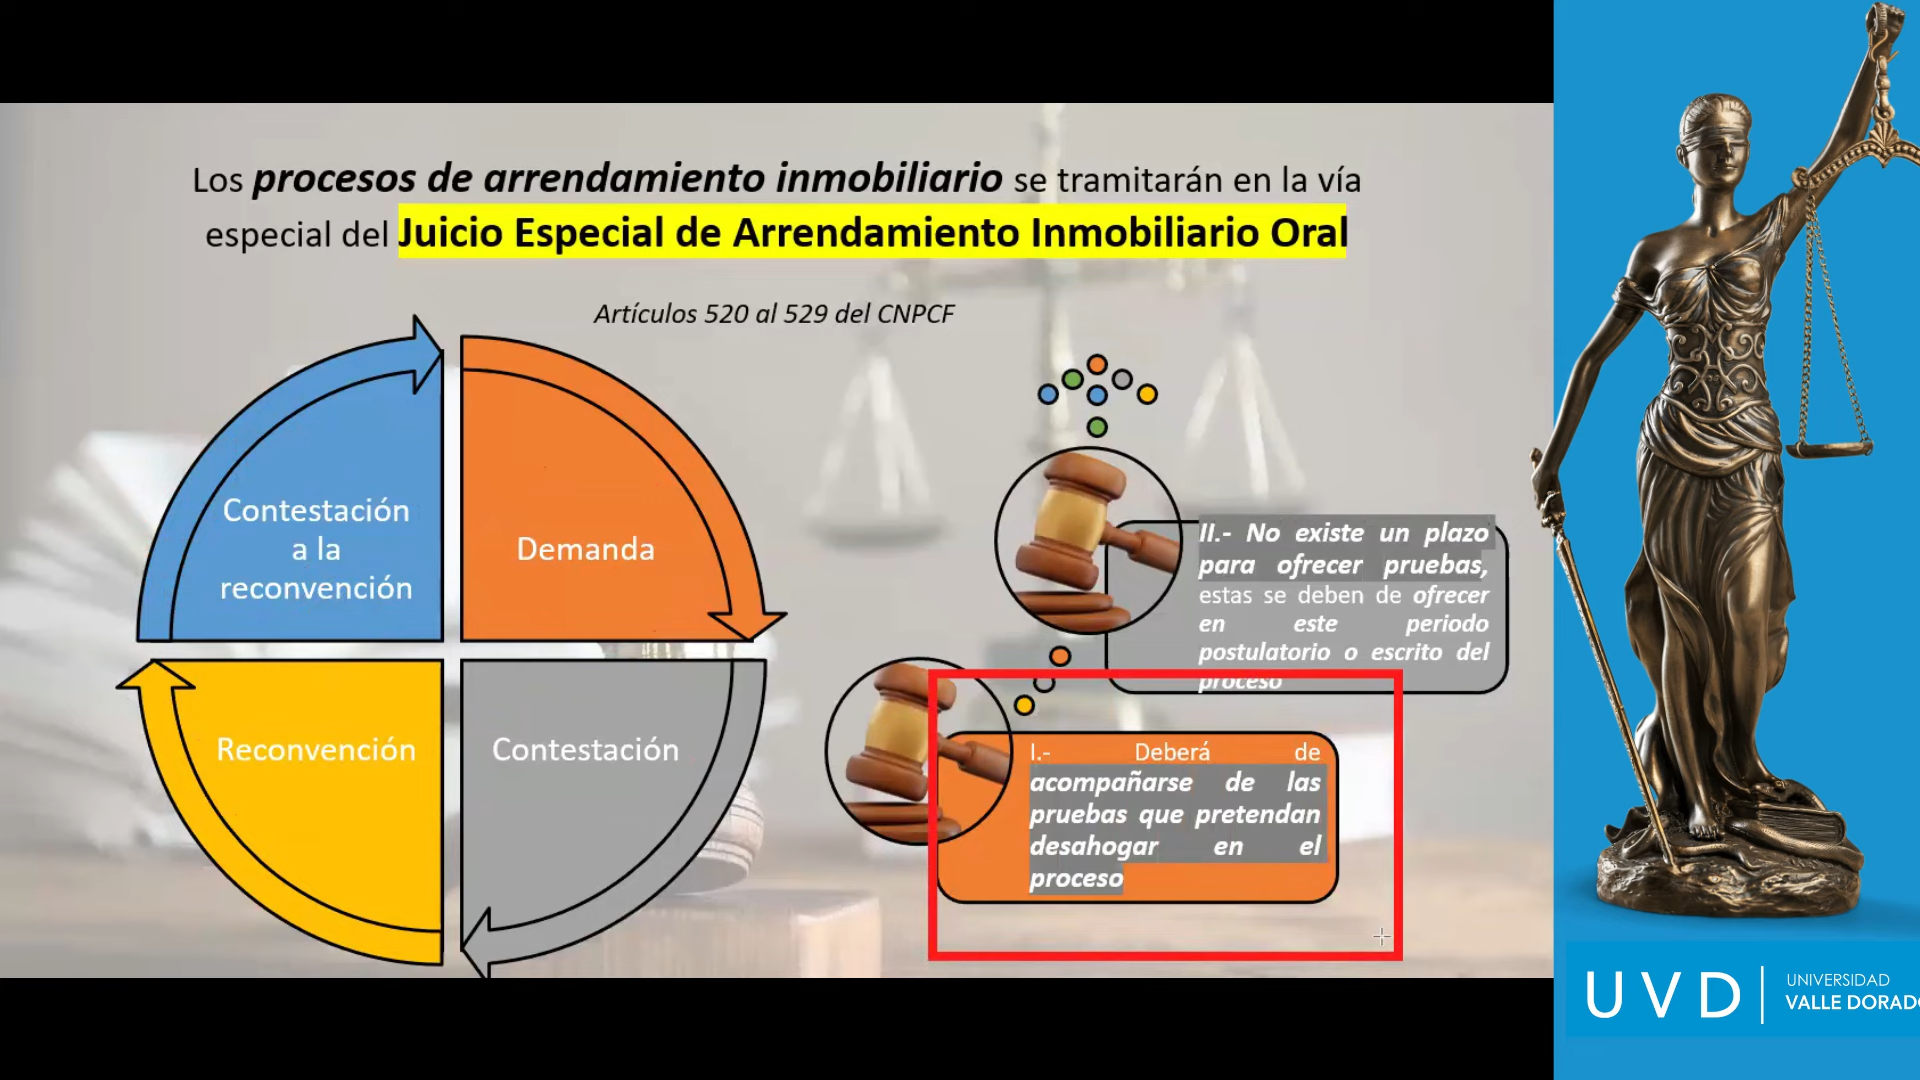 Los procesos de arrendamiento inmobiliario se tramitarán en la vía
especial del Juicio Especial de Arrendamiento Inmobiliario Oral
Artículos 520 al 529 del CNPCF
Contestación
a la
reconvención
Demanda
Reconvención
Contestación
II.- No existe un plazo
para ofrecer pruebas,
estas se deben de ofrecer
en este periodo
postulatorio o escrito del
proceso
I.- Deberá de
acompañarse de las
pruebas que pretendan
desahogar en el
proceso
UVD
UNIVERSIDAD
VALLE DORADO